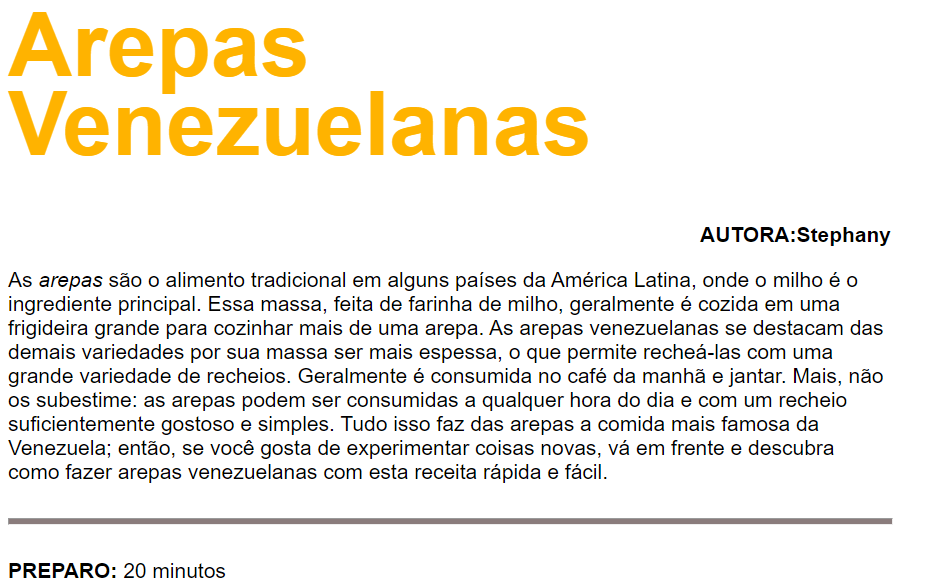 Arepas
Venezuelanas
AUTORA:Stephany
As arepas são o alimento tradicional em alguns países da América Latina, onde o milho é o
ingrediente principal. Essa massa, feita de farinha de milho, geralmente é cozida em uma
frigideira grande para cozinhar mais de uma arepa. As arepas venezuelanas se destacam das
demais variedades por sua massa ser mais espessa, o que permite recheá-las com uma
grande variedade de recheios. Geralmente é consumida no café da manhã e jantar. Mais, não
os subestime: as arepas podem ser consumidas a qualquer hora do dia e com um recheio
suficientemente gostoso e simples. Tudo isso faz das arepas a comida mais famosa da
Venezuela; então, se você gosta de experimentar coisas novas, vá em frente e descubra
como fazer arepas venezuelanas com esta receita rápida e fácil.
PREPARO: 20 minutos